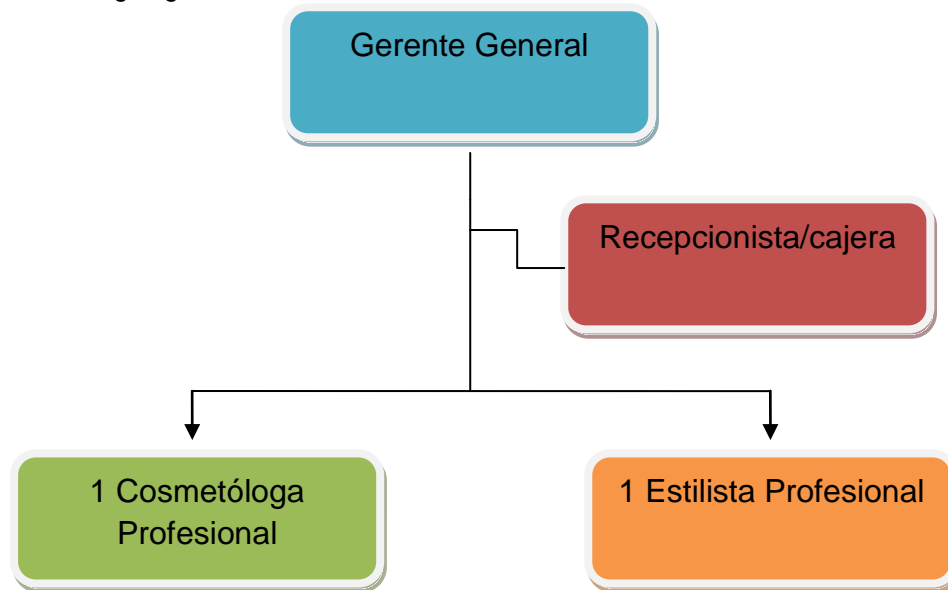 Gerente General
Recepcionista/cajera
1 Cosmetóloga
Profesional
1 Estilista Profesional